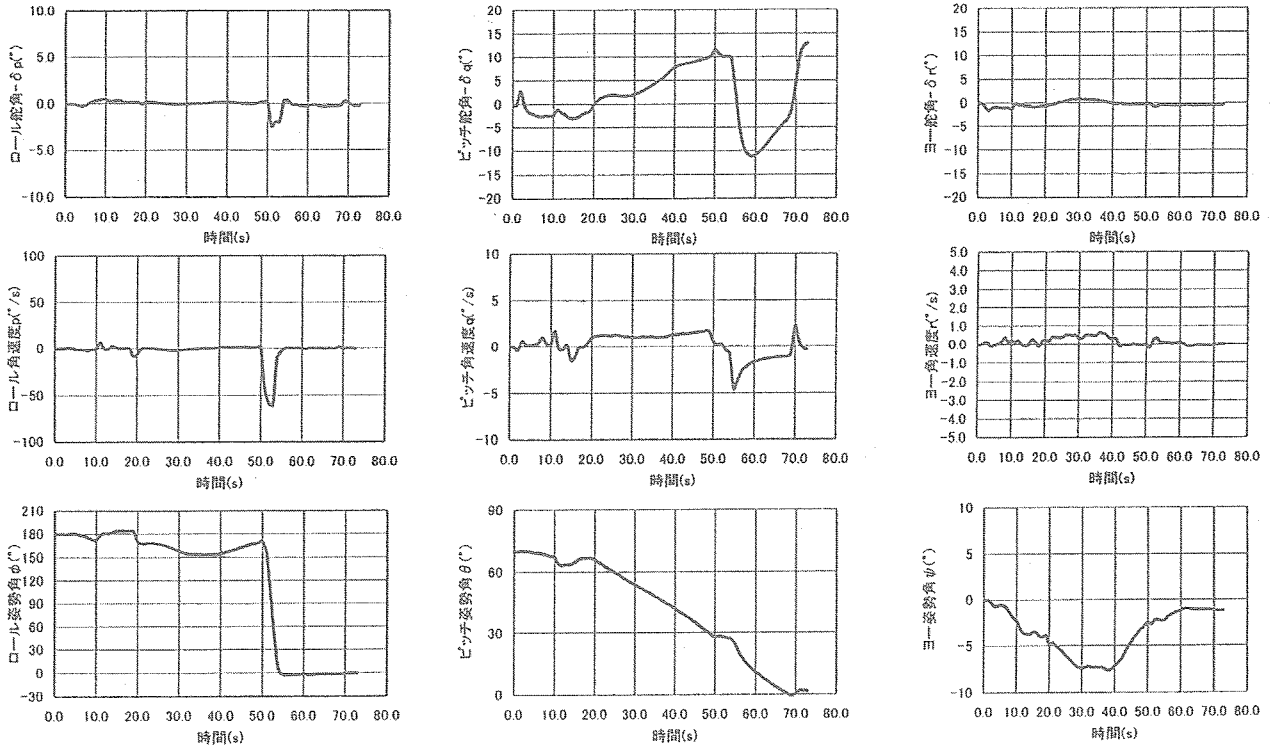 ロール舵角-δp(°)
10.0
5.0
0.0
-5.0
-10.0
0.0 10.0 20.0 30.0 40.0 50.0 60.0 70.0 80.0
時間(s)
ピッチ舵角-δq(°)
20
15
10
5
0
-5
-10
-15
-20
0.0 10.0 20.0 30.0 40.0 50.0 60.0 70.0 80.0
時間(s)
ヨー舵角-δr(°)
20
15
10
5
0
-5
-10
-15
-20
0.0 10.0 20.0 30.0 40.0 50.0 60.0 70.0 80.0
時間(s)
ロール角速度p(°/s)
100
50
0
-50
-100
0.0 10.0 20.0 30.0 40.0 50.0 60.0 70.0 80.0
時間(s)
ピッチ角速度q(°/s)
10
5
0
-5
-10
0.0 10.0 20.0 30.0 40.0 50.0 60.0 70.0 80.0
時間(s)
ヨー角速度r(°/s)
5.0
4.0
3.0
2.0
1.0
0.0
-1.0
-2.0
-3.0
-4.0
-5.0
0.0 10.0 20.0 30.0 40.0 50.0 60.0 70.0 80.0
時間(s)
ロール姿勢角φ(°)
210
180
150
120
90
60
30
0
-30
0.0 10.0 20.0 30.0 40.0 50.0 60.0 70.0 80.0
時間(s)
ピッチ姿勢角θ(°)
90
60
30
0
0.0 10.0 20.0 30.0 40.0 50.0 60.0 70.0 80.0
時間(s)
ヨー姿勢角ψ(°)
10
5
0
-5
-10
0.0 10.0 20.0 30.0 40.0 50.0 60.0 70.0 80.0
時間(s)